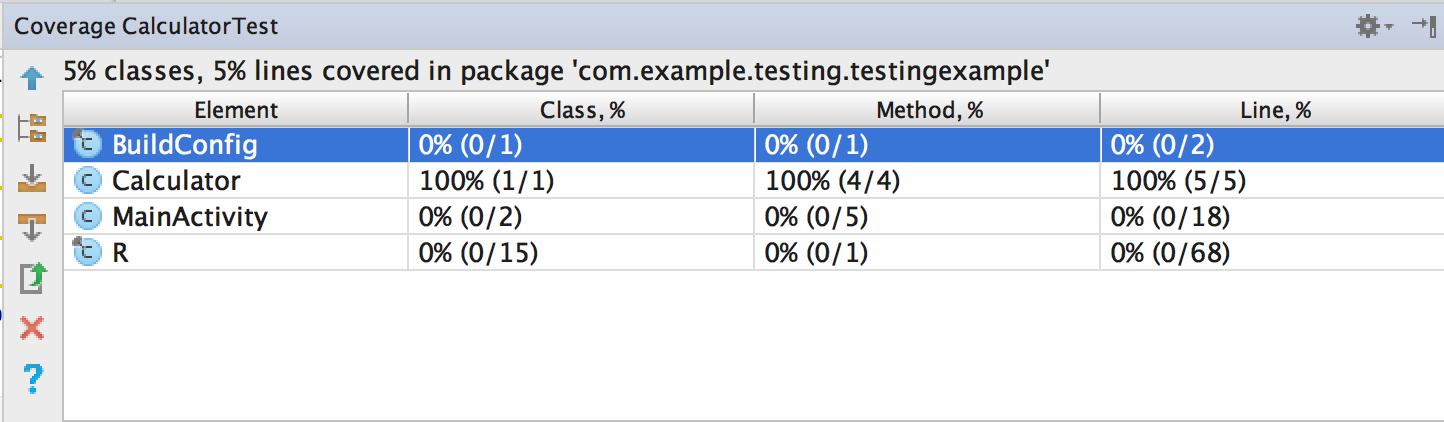 Coverage CalculatorTest
5% classes, 5% lines covered in package 'com.example.testing.testingexample'
Element Class, % Method, % Line, %
BuildConfig 0% (0/1) 0% (0/1) 0% (0/2)
Calculator 100% (1/1) 100% (4/4) 100% (5/5)
MainActivity 0% (0/2) 0% (0/5) 0% (0/18)
R 0% (0/15) 0% (0/1) 0% (0/68)